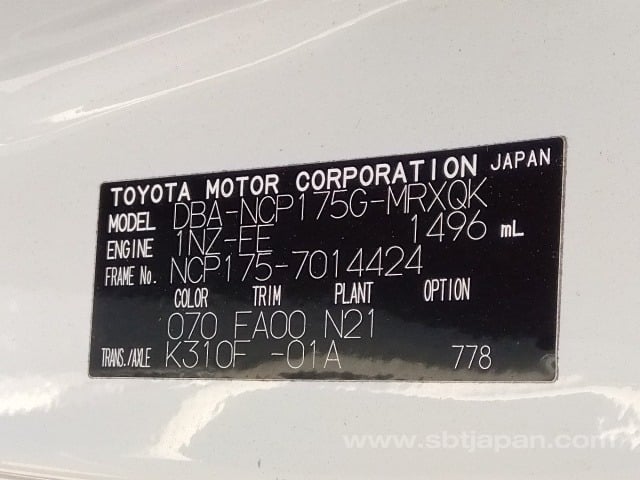 TOYOTA MOTOR CORPORATION JAPAN
MODEL DBA-NCP175G-MRXQK
ENGINE 1NZ-FE 1496 mL
FRAME No. NCP175-7014424
COLOR TRIM PLANT OPTION
070 EA00 N21
TRANS./AXLE K310F -01A 778
www.sbtjapan.com